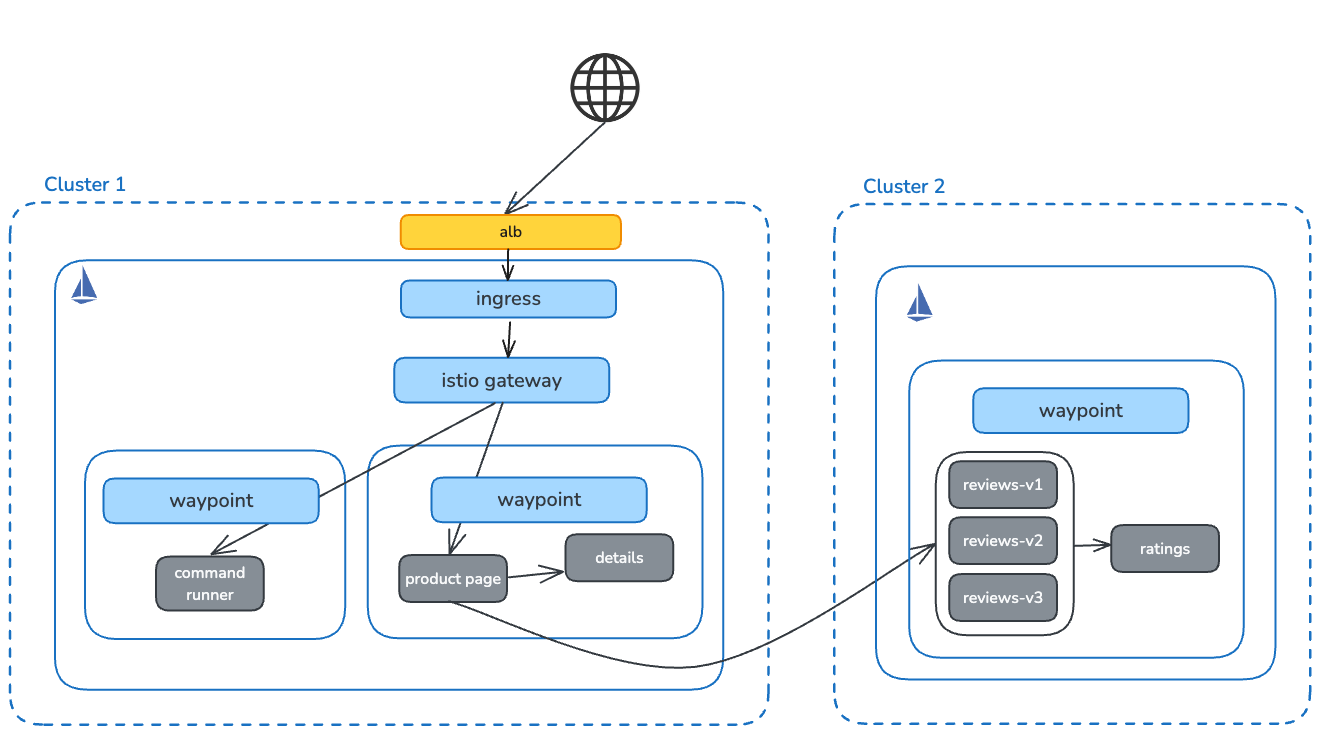 Cluster 1
alb
ingress
istio gateway
waypoint
command
runner
waypoint
product page
details
Cluster 2
waypoint
reviews-v1
reviews-v2
reviews-v3
ratings